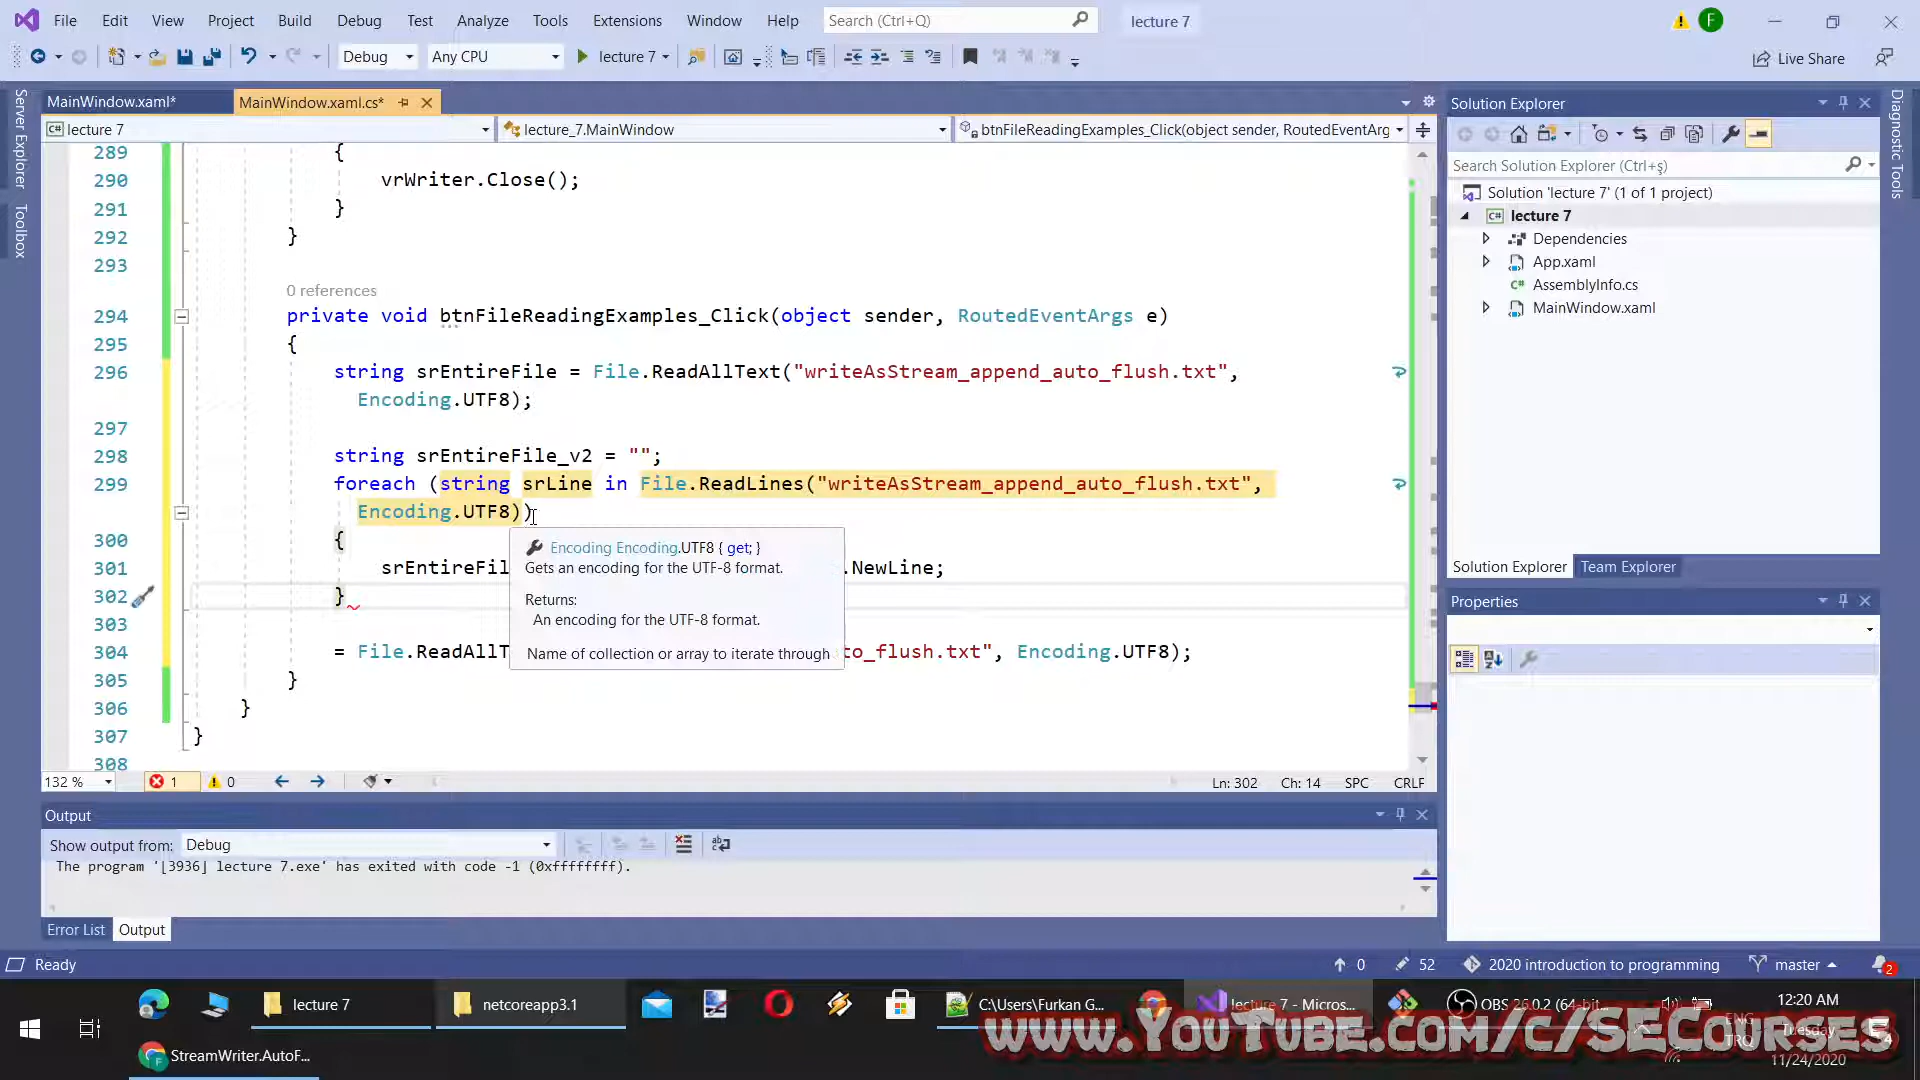 File Edit View Project Build Debug Test Analyze Tools Extensions Window Help Search (Ctrl+Q) lecture 7 F
Debug Any CPU lecture 7 Live Share
Server Explorer
Toolbox
Diagnostic Tools
MainWindow.xaml* MainWindow.xaml.cs*
C# lecture 7 lecture_7.MainWindow btnFileReadingExamples_Click(object sender, RoutedEventArg
289 {
290 vrWriter.Close();
291 }
292 }
293
0 references
294 private void btnFileReadingExamples_Click(object sender, RoutedEventArgs e)
295 {
296 string srEntireFile = File.ReadAllText("writeAsStream_append_auto_flush.txt",
Encoding.UTF8);
297
298 string srEntireFile_v2 = "";
299 foreach (string srLine in File.ReadLines("writeAsStream_append_auto_flush.txt",
Encoding.UTF8))
300 {
301 srEntireFil .NewLine;
302 }
303
304 = File.ReadAllT to_flush.txt", Encoding.UTF8);
305 }
306 }
307 }
308
Encoding Encoding.UTF8 { get; }
Gets an encoding for the UTF-8 format.
Returns:
An encoding for the UTF-8 format.
Name of collection or array to iterate through
132 % 1 0 Ln: 302 Ch: 14 SPC CRLF
Output
Show output from: Debug
The program '[3936] lecture 7.exe' has exited with code -1 (0xffffffff).
Error List Output
Solution Explorer
Search Solution Explorer (Ctrl+ş)
Solution 'lecture 7' (1 of 1 project)
C# lecture 7
Dependencies
App.xaml
C# AssemblyInfo.cs
MainWindow.xaml
Solution Explorer Team Explorer
Properties
Ready 0 52 2020 introduction to programming master 2
lecture 7 netcoreapp3.1 C:\Users\Furkan G... lecture 7 - Micros... OBS 26.0.2 (64-bit... 12:20 AM
ENG
TRQ
Tuesday
11/24/2020
StreamWriter.AutoF...
www.YouTube.com/c/SECourses